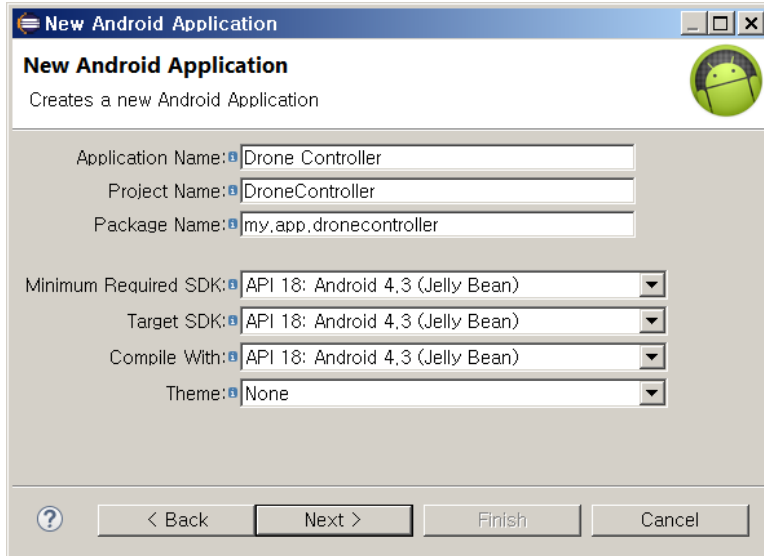 New Android Application
New Android Application
Creates a new Android Application
Application Name: Drone Controller
Project Name: DroneController
Package Name: my.app.dronecontroller
Minimum Required SDK: API 18: Android 4.3 (Jelly Bean)
Target SDK: API 18: Android 4.3 (Jelly Bean)
Compile With: API 18: Android 4.3 (Jelly Bean)
Theme: None
< Back Next > Finish Cancel